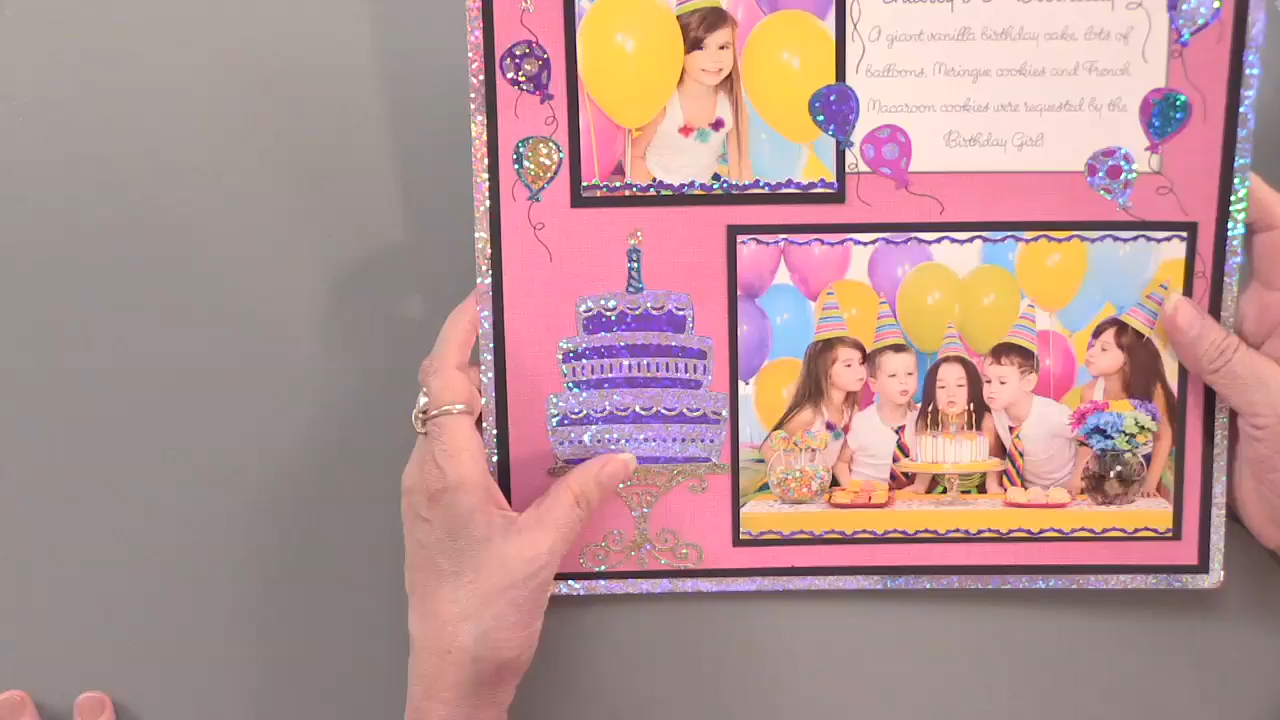 Birthday
A giant vanilla birthday cake, lots of
balloons, Meringue cookies and French
Macaroon cookies were requested by the
Birthday Girl!